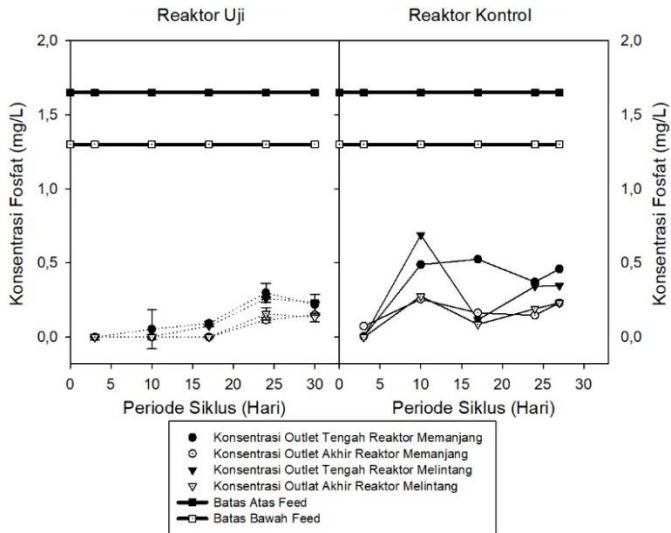 Reaktor Uji
Reaktor Kontrol
Konsentrasi Fosfat (mg/L)
2,0
1,5
1,0
0,5
0,0
2,0
1,5
1,0
0,5
0,0
Konsentrasi Fosfat (mg/L)
0 5 10 15 20 25 30
0 5 10 15 20 25 30
Periode Siklus (Hari)
Periode Siklus (Hari)
Konsentrasi Outlet Tengah Reaktor Memanjang
Konsentrasi Outlet Akhir Reaktor Memanjang
Konsentrasi Outlet Tengah Reaktor Melintang
Konsentrasi Outlat Akhir Reaktor Melintang
Batas Atas Feed
Batas Bawah Feed